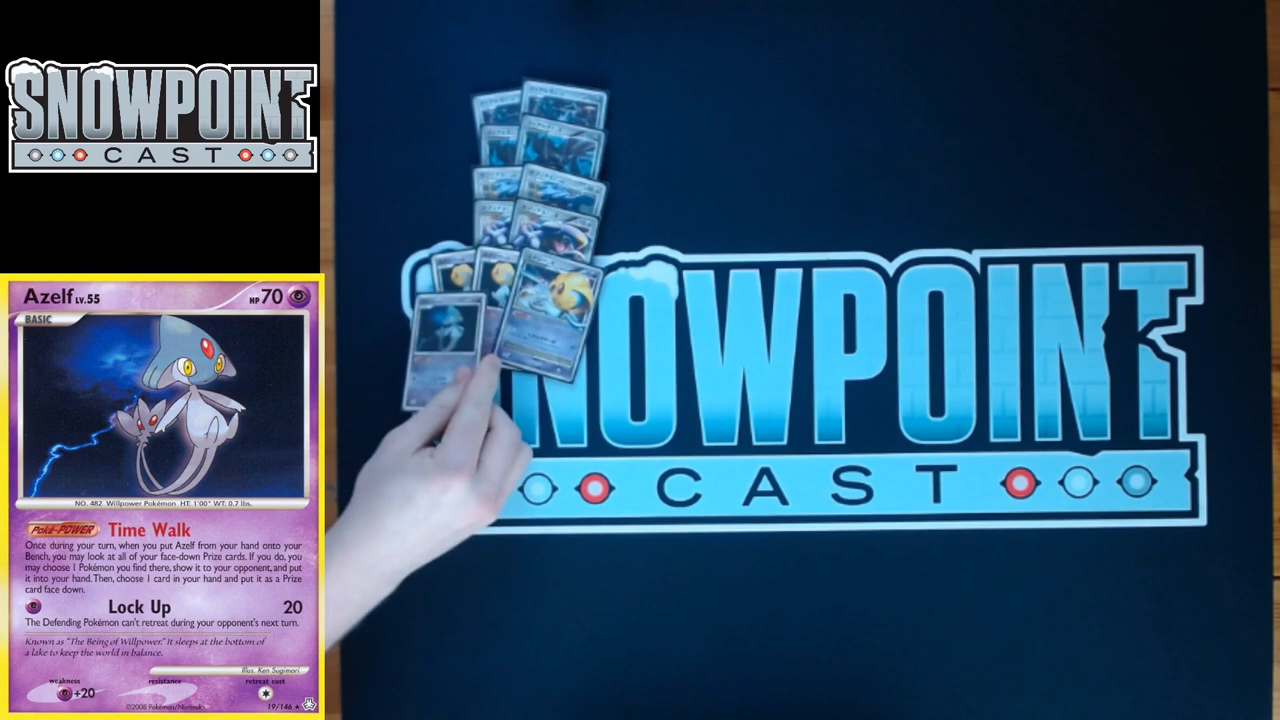 SNOWPOINT
CAST
Azelf LV.55
HP 70
BASIC
NO. 482 Willpower Pokémon HT: 1'00" WT: 0.7 lbs.
Poké-POWER Time Walk
Once during your turn, when you put Azelf from your hand onto your
Bench, you may look at all of your face-down Prize cards. If you do, you
may choose 1 Pokémon you find there, show it to your opponent, and put
it into your hand. Then, choose 1 card in your hand and put it as a Prize
card face down.
Lock Up 20
The Defending Pokémon can't retreat during your opponent's next turn.
Known as "The Being of Willpower." It sleeps at the bottom of
a lake to keep the world in balance.
Illus. Ken Sugimori
weakness resistance retreat cost
+20
©2008 Pokémon/Nintendo
19/146
NOWPOINT
CAST